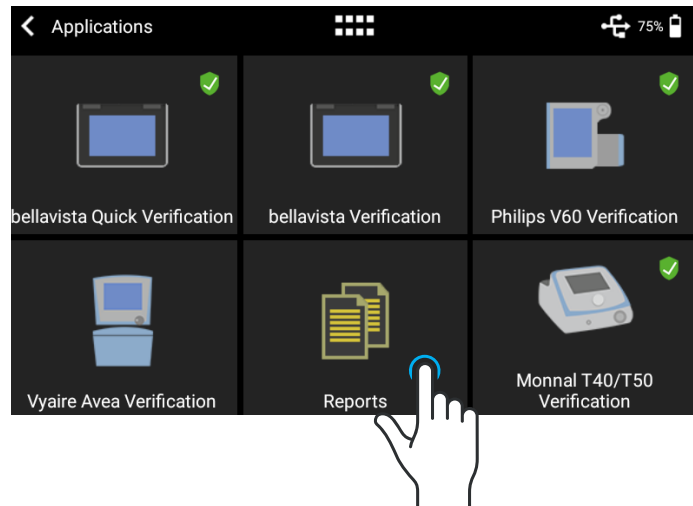 Applications
75%
bellavista Quick Verification
bellavista Verification
Philips V60 Verification
Vyaire Avea Verification
Reports
Monnal T40/T50
Verification